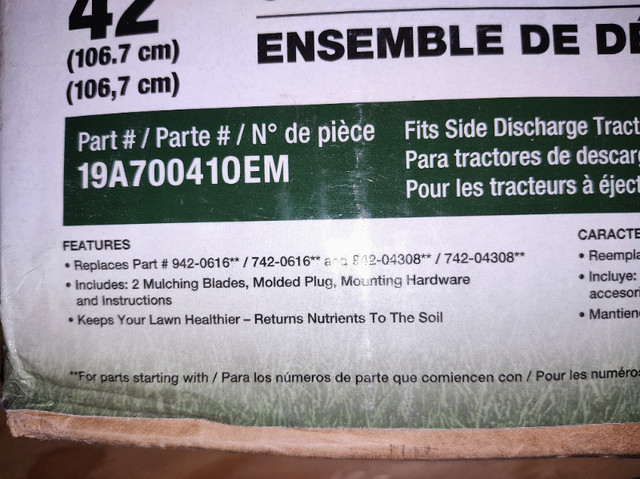 42
(106.7 cm)
(106,7 cm)
ENSEMBLE DE DÉ
Part # / Parte # / N° de pièce
19A70041OEM
Fits Side Discharge Tract
Para tractores de descar
Pour les tracteurs à éject
FEATURES
• Replaces Part # 942-0616** / 742-0616** and 942-04308** / 742-04308**
• Includes: 2 Mulching Blades, Molded Plug, Mounting Hardware
and Instructions
• Keeps Your Lawn Healthier – Returns Nutrients To The Soil
CARACTE
• Reempla
• Incluye:
accesori
• Mantien
**For parts starting with / Para los números de parte que comiencen con / Pour les numéros